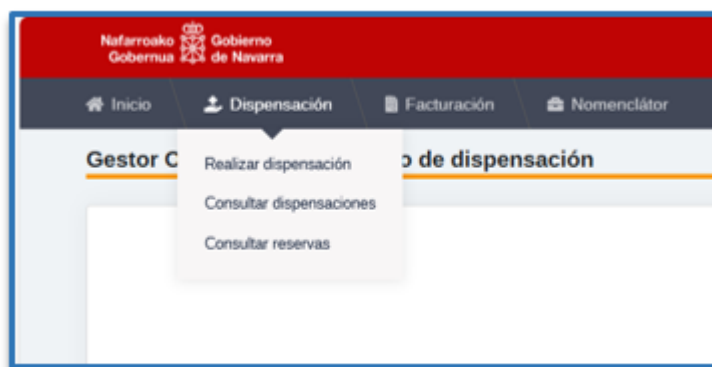 Nafarroako Gobernua
Gobierno de Navarra
Inicio Dispensación Facturación Nomenclátor
Gestor C o de dispensación
Realizar dispensación
Consultar dispensaciones
Consultar reservas